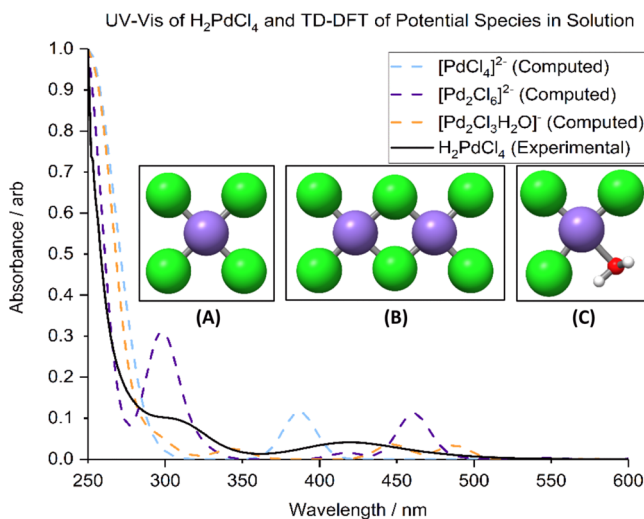 UV-Vis of H₂PdCl₄ and TD-DFT of Potential Species in Solution
[PdCl₄]²⁻ (Computed)
[Pd₂Cl₆]²⁻ (Computed)
[Pd₂Cl₃H₂O]⁻ (Computed)
H₂PdCl₄ (Experimental)
1.0
0.9
0.8
0.7
0.6
0.5
0.4
0.3
0.2
0.1
0.0
Absorbance / arb
(A)
(B)
(C)
250
300
350
400
450
500
550
600
Wavelength / nm